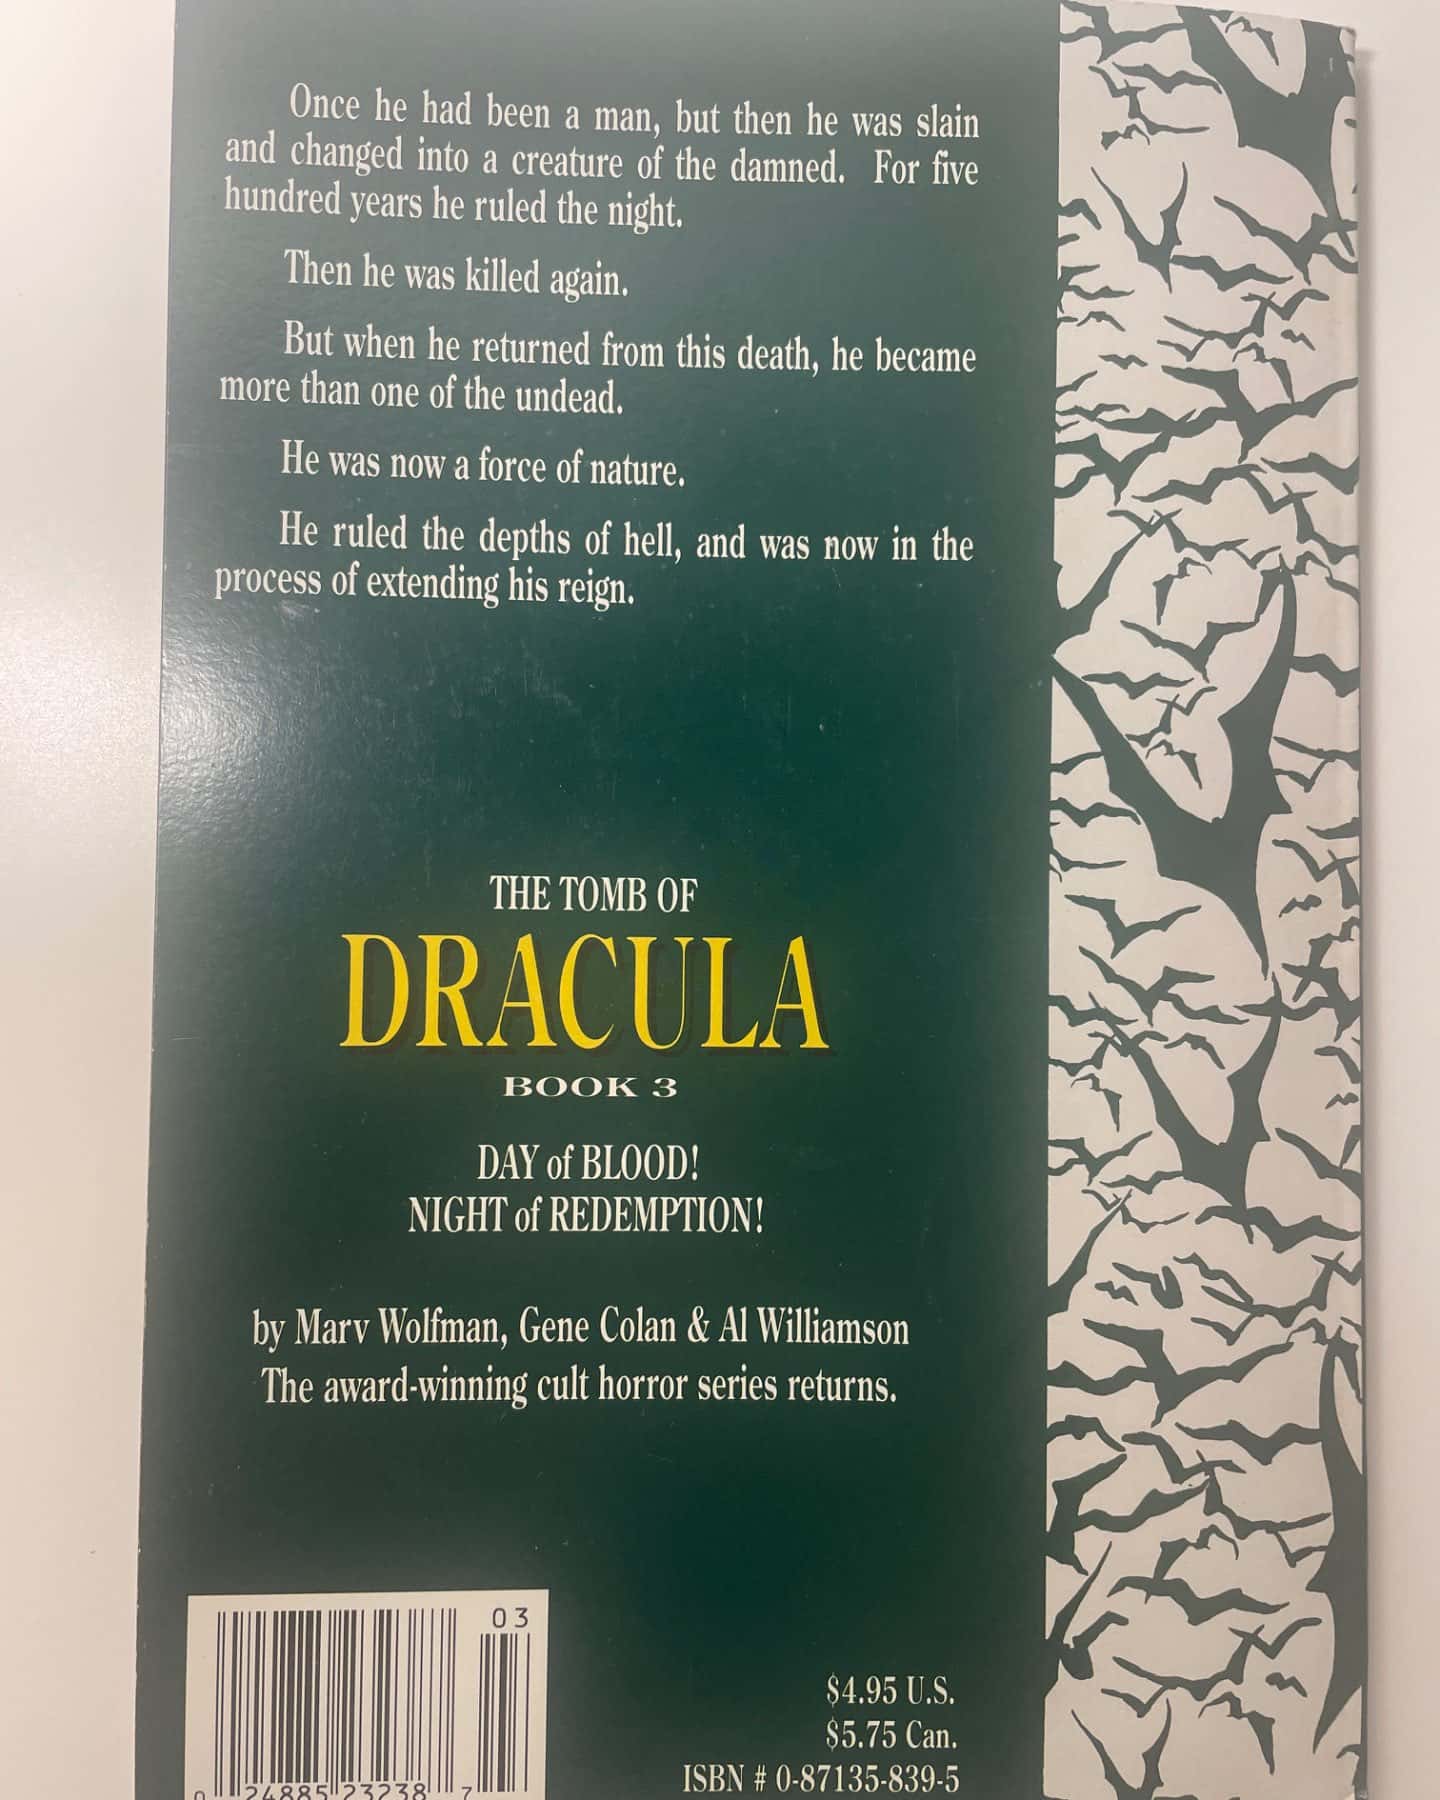 Once he had been a man, but then he was slain
and changed into a creature of the damned. For five
hundred years he ruled the night.
Then he was killed again.
But when he returned from this death, he became
more than one of the undead.
He was now a force of nature.
He ruled the depths of hell, and was now in the
process of extending his reign.
THE TOMB OF
DRACULA
BOOK 3
DAY of BLOOD!
NIGHT of REDEMPTION!
by Marv Wolfman, Gene Colan & Al Williamson
The award-winning cult horror series returns.
03
$4.95 U.S.
$5.75 Can.
ISBN # 0-87135-839-5
0 24885 23238 7